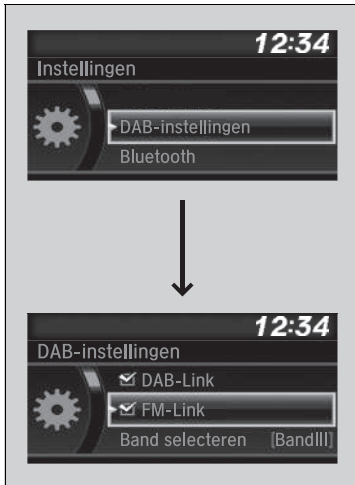 12:34
Instellingen
DAB-instellingen
Bluetooth
12:34
DAB-instellingen
DAB-Link
FM-Link
Band selecteren [BandIII]